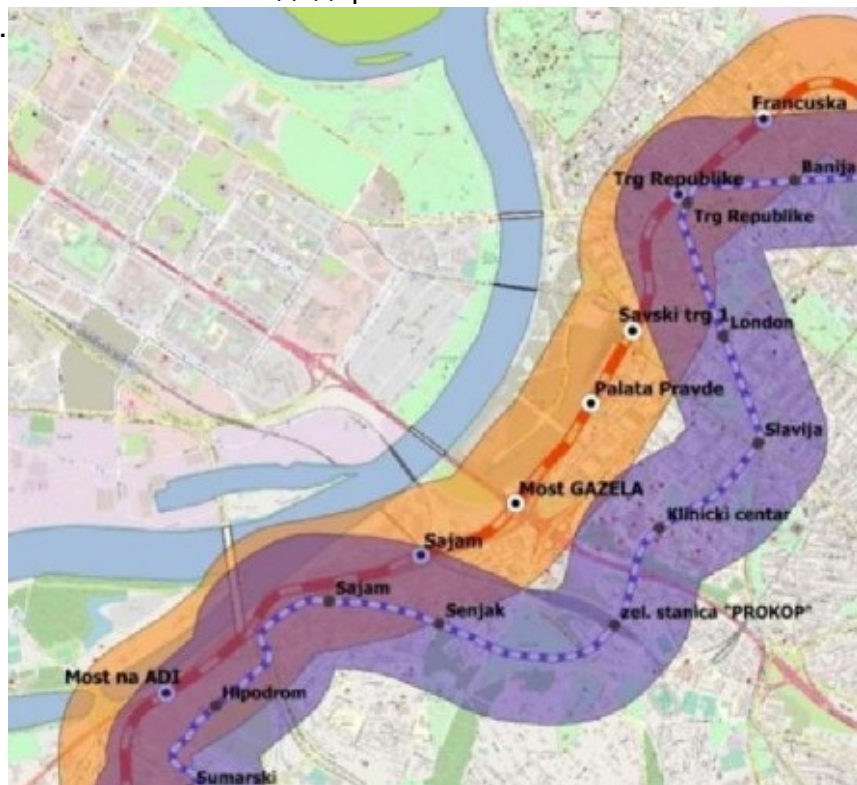 Francuska
Banija
Trg Republike
Trg Republike
Savski trg 1
London
Palata Pravde
Slavija
Most GAZELA
Klinicki centar
Sajam
Sajam
Senjak
zel. stanica "PROKOP"
Most na ADI
Hipodrom
Sumarski